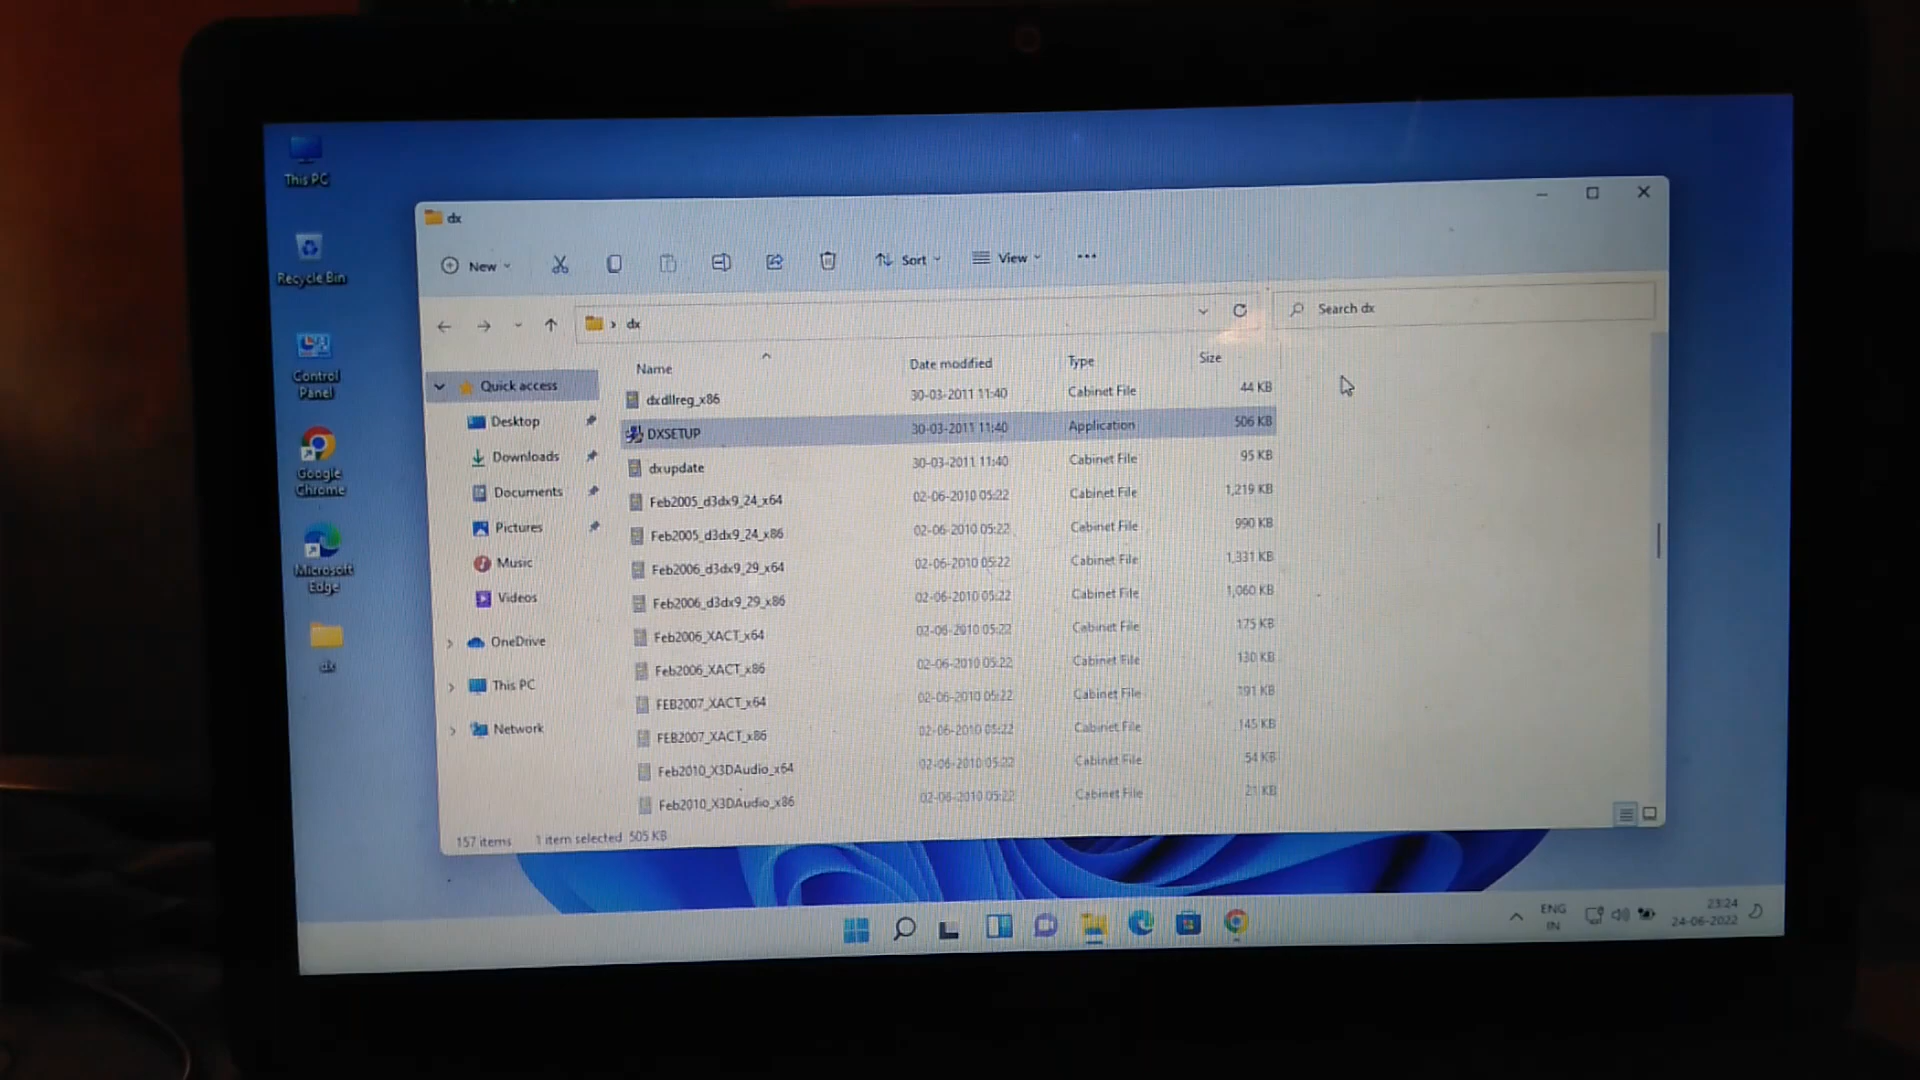 This PC
Recycle Bin
Control
Panel
Google
Chrome
Microsoft
Edge
dx
dx
New
Sort
View
dx
Search dx
Quick access
Desktop
Downloads
Documents
Pictures
Music
Videos
OneDrive
This PC
Network
Name Date modified Type Size
dxdllreg_x86 30-03-2011 11:40 Cabinet File 44 KB
DXSETUP 30-03-2011 11:40 Application 506 KB
dxupdate 30-03-2011 11:40 Cabinet File 95 KB
Feb2005_d3dx9_24_x64 02-06-2010 05:22 Cabinet File 1,219 KB
Feb2005_d3dx9_24_x86 02-06-2010 05:22 Cabinet File 990 KB
Feb2006_d3dx9_29_x64 02-06-2010 05:22 Cabinet File 1,331 KB
Feb2006_d3dx9_29_x86 02-06-2010 05:22 Cabinet File 1,060 KB
Feb2006_XACT_x64 02-06-2010 05:22 Cabinet File 175 KB
Feb2006_XACT_x86 02-06-2010 05:22 Cabinet File 130 KB
FEB2007_XACT_x64 02-06-2010 05:22 Cabinet File 191 KB
FEB2007_XACT_x86 02-06-2010 05:22 Cabinet File 145 KB
Feb2010_X3DAudio_x64 02-06-2010 05:22 Cabinet File 54 KB
Feb2010_X3DAudio_x86 02-06-2010 05:22 Cabinet File 21 KB
157 items 1 item selected 505 KB
ENG
IN
23:24
24-06-2022